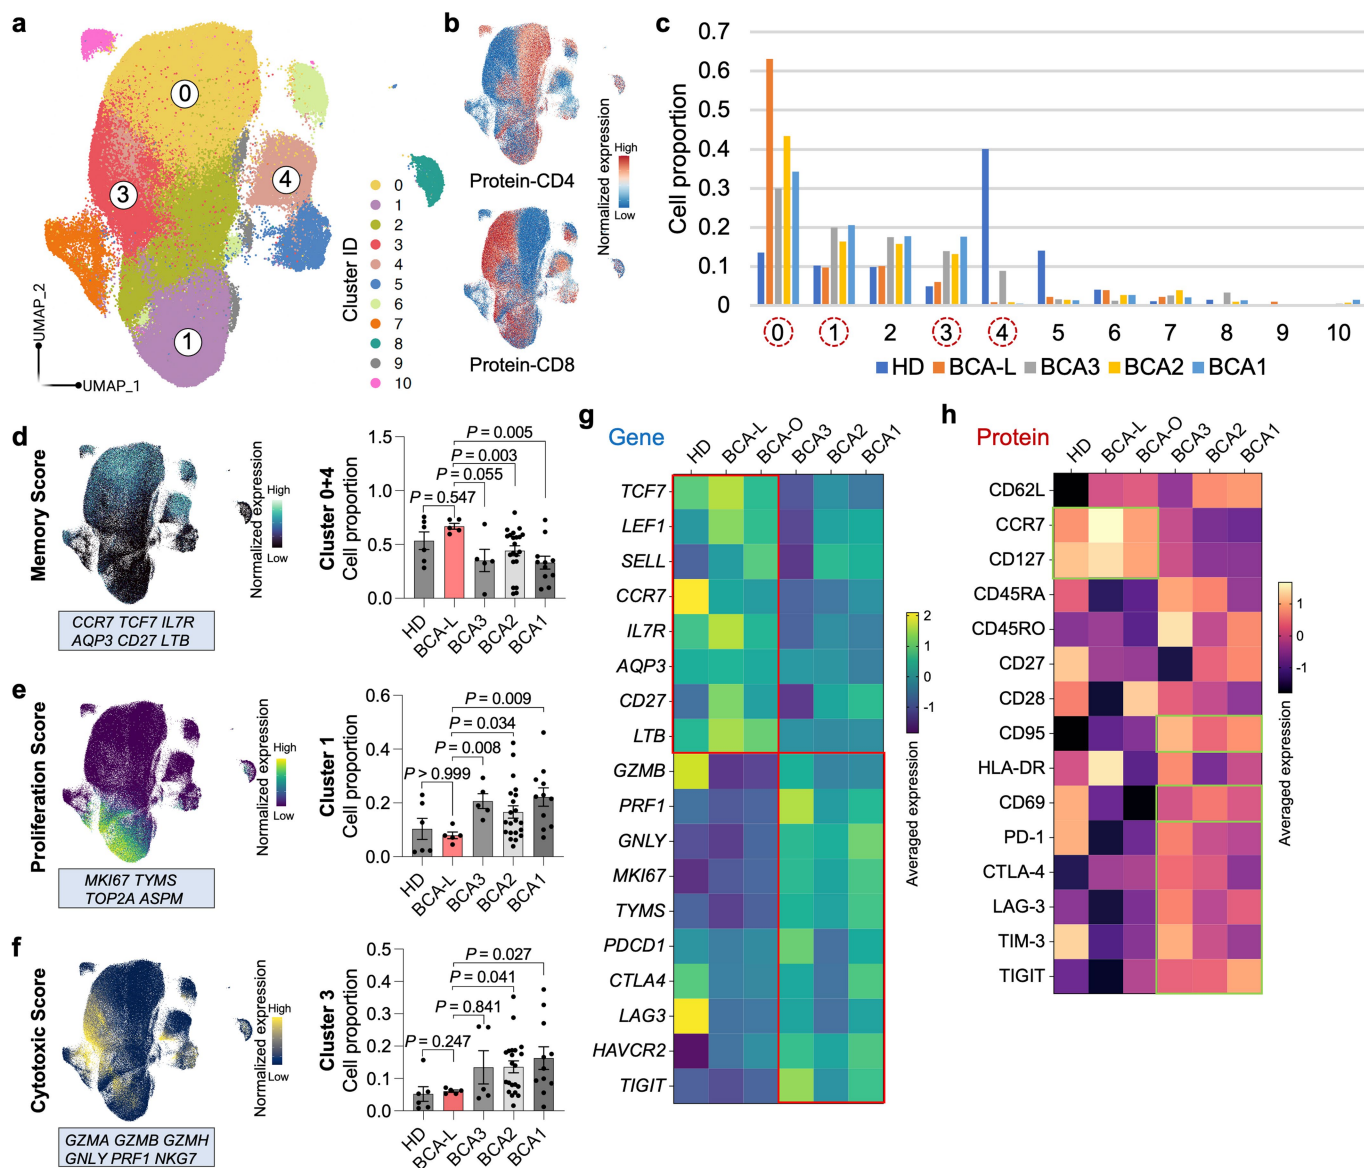 a
0
3
4
1
UMAP_2
UMAP_1
Cluster ID
0
1
2
3
4
5
6
7
8
9
10
b
Protein-CD4
Protein-CD8
Normalized expression
High
Low
c
Cell proportion
0.7
0.6
0.5
0.4
0.3
0.2
0.1
0
0 1 2 3 4 5 6 7 8 9 10
HD BCA-L BCA3 BCA2 BCA1
d
Memory Score
Normalized expression
High
Low
CCR7 TCF7 IL7R
AQP3 CD27 LTB
Cluster 0+4
Cell proportion
1.5
1.0
0.5
0.0
P = 0.005
P = 0.003
P = 0.055
P = 0.547
HD BCA-L BCA3 BCA2 BCA1
e
Proliferation Score
Normalized expression
High
Low
MKI67 TYMS
TOP2A ASPM
Cluster 1
Cell proportion
0.6
0.4
0.2
0.0
P = 0.009
P = 0.034
P = 0.008
P > 0.999
HD BCA-L BCA3 BCA2 BCA1
f
Cytotoxic Score
Normalized expression
High
Low
GZMA GZMB GZMH
GNLY PRF1 NKG7
Cluster 3
Cell proportion
0.5
0.4
0.3
0.2
0.1
0.0
P = 0.027
P = 0.041
P = 0.841
P = 0.247
HD BCA-L BCA3 BCA2 BCA1
g
Gene
HD BCA-L BCA-O BCA3 BCA2 BCA1
TCF7
LEF1
SELL
CCR7
IL7R
AQP3
CD27
LTB
GZMB
PRF1
GNLY
MKI67
TYMS
PDCD1
CTLA4
LAG3
HAVCR2
TIGIT
2
1
0
-1
Averaged expression
h
Protein
HD BCA-L BCA-O BCA3 BCA2 BCA1
CD62L
CCR7
CD127
CD45RA
CD45RO
CD27
CD28
CD95
HLA-DR
CD69
PD-1
CTLA-4
LAG-3
TIM-3
TIGIT
1
0
-1
Averaged expression